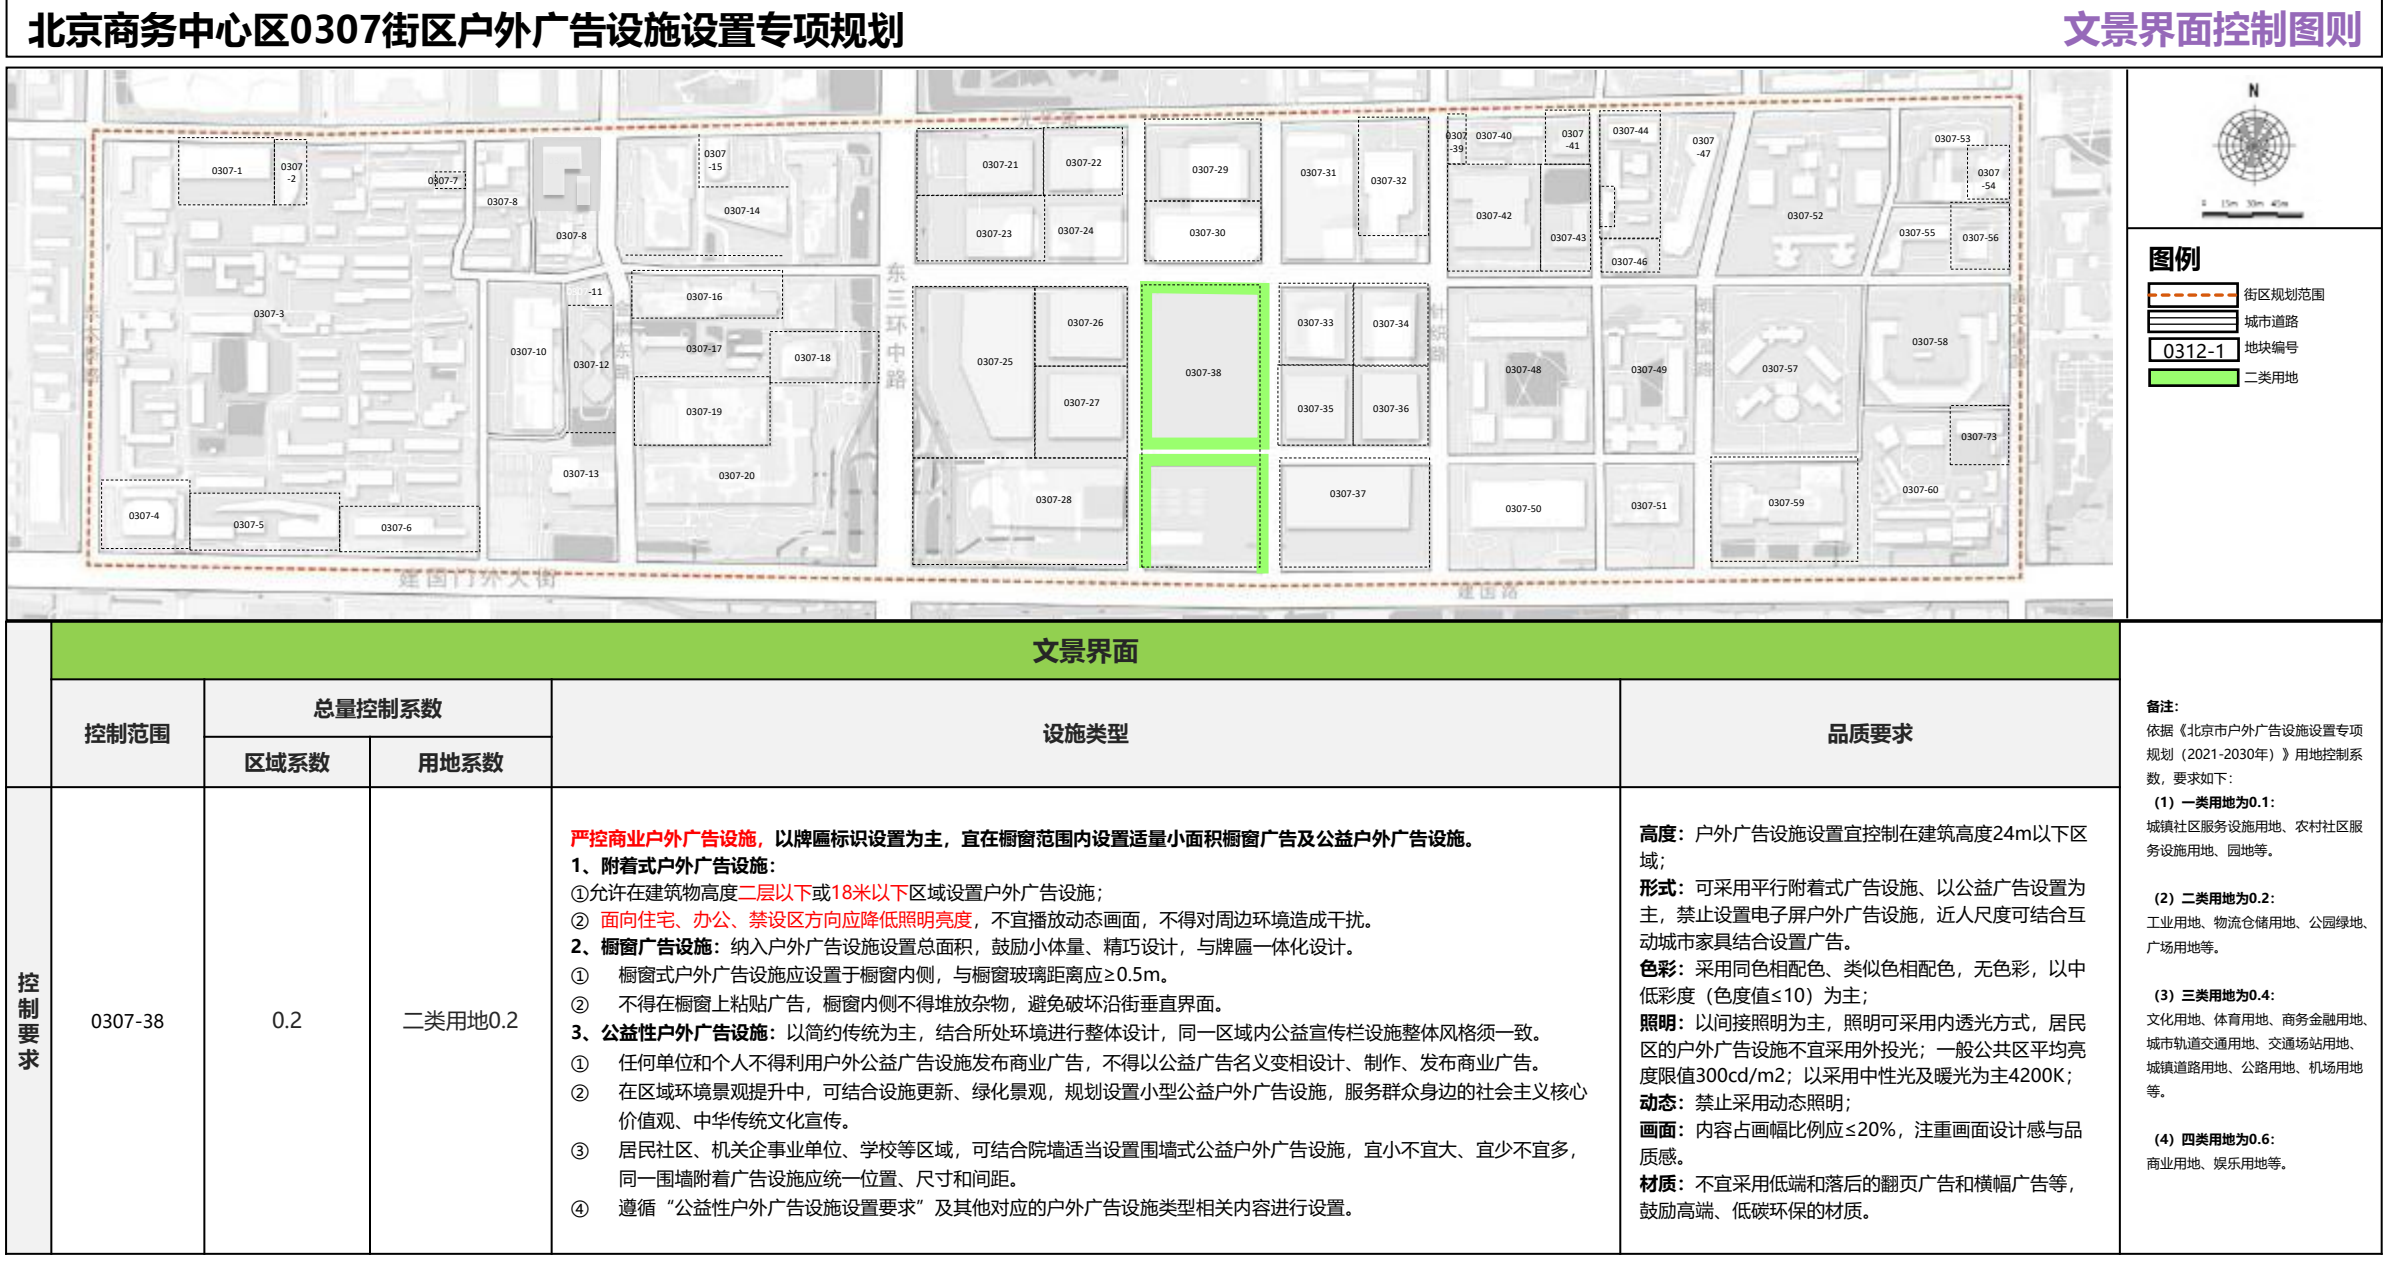 北京商务中心区0307街区户外广告设施设置专项规划
文景界面控制图则
0307-1
0307
-2
0307-3
0307-4
0307-5
0307-6
0307-7
0307-8
0307-8
0307-10
-11
0307-12
0307-13
0307-14
0307
-15
0307-16
0307-17
0307-18
0307-19
0307-20
0307-21
0307-22
0307-23
0307-24
0307-25
0307-26
0307-27
0307-28
0307-29
0307-30
0307-31
0307-32
0307-33
0307-34
0307-35
0307-36
0307-37
0307-38
0307
-39
0307-40
0307
-41
0307-42
0307-43
0307-44
0307-46
0307
-47
0307-48
0307-49
0307-50
0307-51
0307-52
0307-53
0307
-54
0307-55
0307-56
0307-57
0307-58
0307-59
0307-60
0307-73
东三环中路
建国门外大街
建国路
N
0 15m 30m 45m
图例
街区规划范围
城市道路
0312-1 地块编号
二类用地
文景界面
控制范围
总量控制系数
区域系数
用地系数
设施类型
品质要求
控制要求
0307-38
0.2
二类用地0.2
严控商业户外广告设施，以牌匾标识设置为主，宜在橱窗范围内设置适量小面积橱窗广告及公益户外广告设施。
1、附着式户外广告设施：
①允许在建筑物高度二层以下或18米以下区域设置户外广告设施；
② 面向住宅、办公、禁设区方向应降低照明亮度，不宜播放动态画面，不得对周边环境造成干扰。
2、橱窗广告设施：纳入户外广告设施设置总面积，鼓励小体量、精巧设计，与牌匾一体化设计。
① 橱窗式户外广告设施应设置于橱窗内侧，与橱窗玻璃距离应≥0.5m。
② 不得在橱窗上粘贴广告，橱窗内侧不得堆放杂物，避免破坏沿街垂直界面。
3、公益性户外广告设施：以简约传统为主，结合所处环境进行整体设计，同一区域内公益宣传栏设施整体风格须一致。
① 任何单位和个人不得利用户外公益广告设施发布商业广告，不得以公益广告名义变相设计、制作、发布商业广告。
② 在区域环境景观提升中，可结合设施更新、绿化景观，规划设置小型公益户外广告设施，服务群众身边的社会主义核心
价值观、中华传统文化宣传。
③ 居民社区、机关企事业单位、学校等区域，可结合院墙适当设置围墙式公益户外广告设施，宜小不宜大、宜少不宜多，
同一围墙附着广告设施应统一位置、尺寸和间距。
④ 遵循“公益性户外广告设施设置要求”及其他对应的户外广告设施类型相关内容进行设置。
高度：户外广告设施设置宜控制在建筑高度24m以下区
域；
形式：可采用平行附着式广告设施、以公益广告设置为
主，禁止设置电子屏户外广告设施，近人尺度可结合互
动城市家具结合设置广告。
色彩：采用同色相配色、类似色相配色，无色彩，以中
低彩度（色度值≤10）为主；
照明：以间接照明为主，照明可采用内透光方式，居民
区的户外广告设施不宜采用外投光；一般公共区平均亮
度限值300cd/m2；以采用中性光及暖光为主4200K；
动态：禁止采用动态照明；
画面：内容占画幅比例应≤20%，注重画面设计感与品
质感。
材质：不宜采用低端和落后的翻页广告和横幅广告等，
鼓励高端、低碳环保的材质。
备注：
依据《北京市户外广告设施设置专项
规划（2021-2030年）》用地控制系
数，要求如下：
（1）一类用地为0.1：
城镇社区服务设施用地、农村社区服
务设施用地、园地等。
（2）二类用地为0.2：
工业用地、物流仓储用地、公园绿地、
广场用地等。
（3）三类用地为0.4：
文化用地、体育用地、商务金融用地、
城市轨道交通用地、交通场站用地、
城镇道路用地、公路用地、机场用地
等。
（4）四类用地为0.6：
商业用地、娱乐用地等。